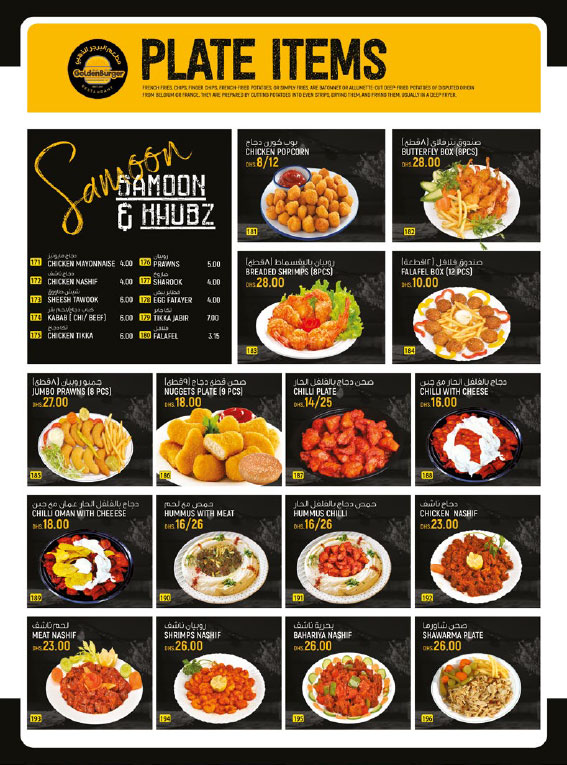 مطعم البرجر الذهبي
GoldenBurger
RESTAURANT
PLATE ITEMS
FRENCH FRIES, CHIPS, FINGER CHIPS, FRENCH-FRIED POTATOES, OR SIMPLY FRIES, ARE BATONNET OR ALLUMETTE-CUT DEEP-FRIED POTATOES OF DISPUTED ORIGIN
FROM BELGIUM OR FRANCE. THEY ARE PREPARED BY CUTTING POTATOES INTO EVEN STRIPS, DRYING THEM, AND FRYING THEM, USUALLY IN A DEEP FRYER.
Samoon
SAMOON
& KHUBZ
171 CHICKEN MAYONNAISE 4.00
172 دجاج ناشف
CHICKEN NASHIF 4.00
173 شيش طاووق
SHEESH TAWOOK 6.00
174 KABAB ( CHI/ BEEF) 6.00
175 تكا دجاج
CHICKEN TIKKA 6.00
176 روبيان
PRAWNS 5.00
177 SHAROOK 4.00
178 EGG FATAYER 4.00
179 TIKKA JABIR 7.00
180 فلافل
FALAFEL 3.15
بوب كورن دجاج
CHICKEN POPCORN
DHS.8/12
181
صندوق بترفلاي (٨قطع)
BUTTERFLY BOX (8PCS)
DHS.28.00
182
روبيان بالبقسماط (٨قطع)
BREADED SHRIMPS (8PCS)
DHS.28.00
183
صندوق فلافل (١٢قطعة)
FALAFEL BOX (12 PCS)
DHS.10.00
184
جمبو روبيان (٨قطع)
JUMBO PRAWNS (8 PCS)
DHS.27.00
185
صحن قطع دجاج (٩قطع)
NUGGETS PLATE (9 PCS)
DHS.18.00
186
صحن دجاج بالفلفل الحار
CHILLI PLATE
DHS.14/25
187
دجاج بالفلفل الحار مع جبن
CHILLI WITH CHEESE
DHS.16.00
188
دجاج بالفلفل الحار عمان مع جبن
CHILLI OMAN WITH CHEEESE
DHS.18.00
189
حمص مع لحم
HUMMUS WITH MEAT
DHS.16/26
190
حمص دجاج بالفلفل الحار
HUMMUS CHILLI
DHS.16/26
191
دجاج ناشف
CHICKEN NASHIF
DHS.23.00
192
لحم ناشف
MEAT NASHIF
DHS.23.00
193
روبيان ناشف
SHRIMPS NASHIF
DHS.26.00
194
بحرية ناشف
BAHARIYA NASHIF
DHS.26.00
195
صحن شاورما
SHAWARMA PLATE
DHS.26.00
196